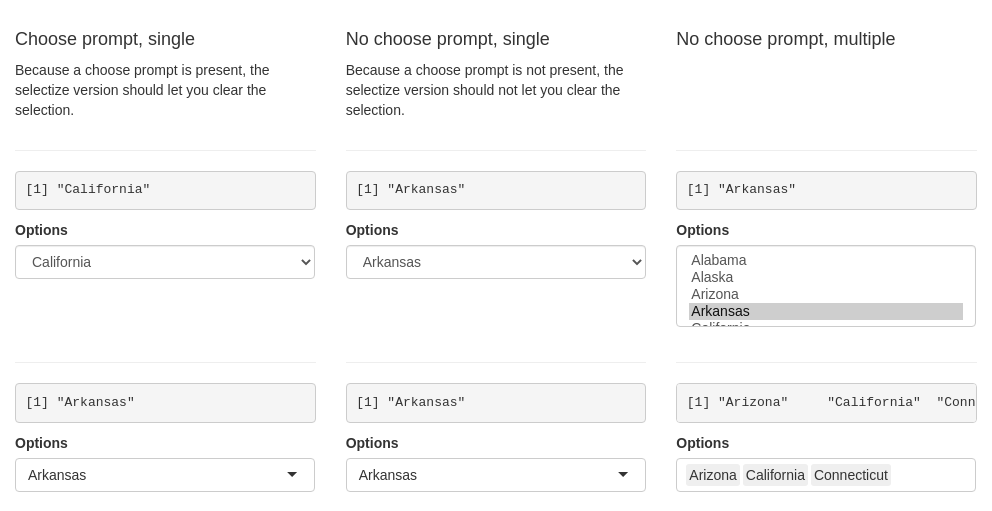 Choose prompt, single
Because a choose prompt is present, the
selectize version should let you clear the
selection.
[1] "California"
Options
California
[1] "Arkansas"
Options
Arkansas
No choose prompt, single
Because a choose prompt is not present, the
selectize version should not let you clear the
selection.
[1] "Arkansas"
Options
Arkansas
[1] "Arkansas"
Options
Arkansas
No choose prompt, multiple
[1] "Arkansas"
Options
Alabama
Alaska
Arizona
Arkansas
California
[1] "Arizona" "California" "Conn
Options
Arizona California Connecticut